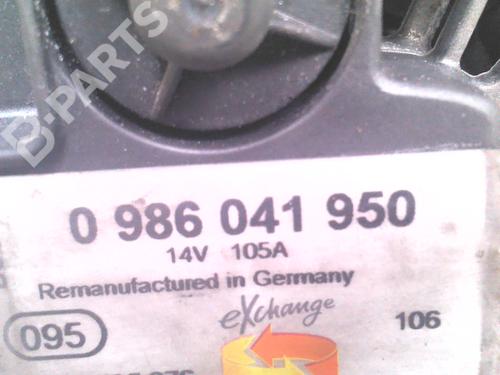 B-PARTS
0 986 041 950
14V 105A
Remanufactured in Germany
eXchange
095
106